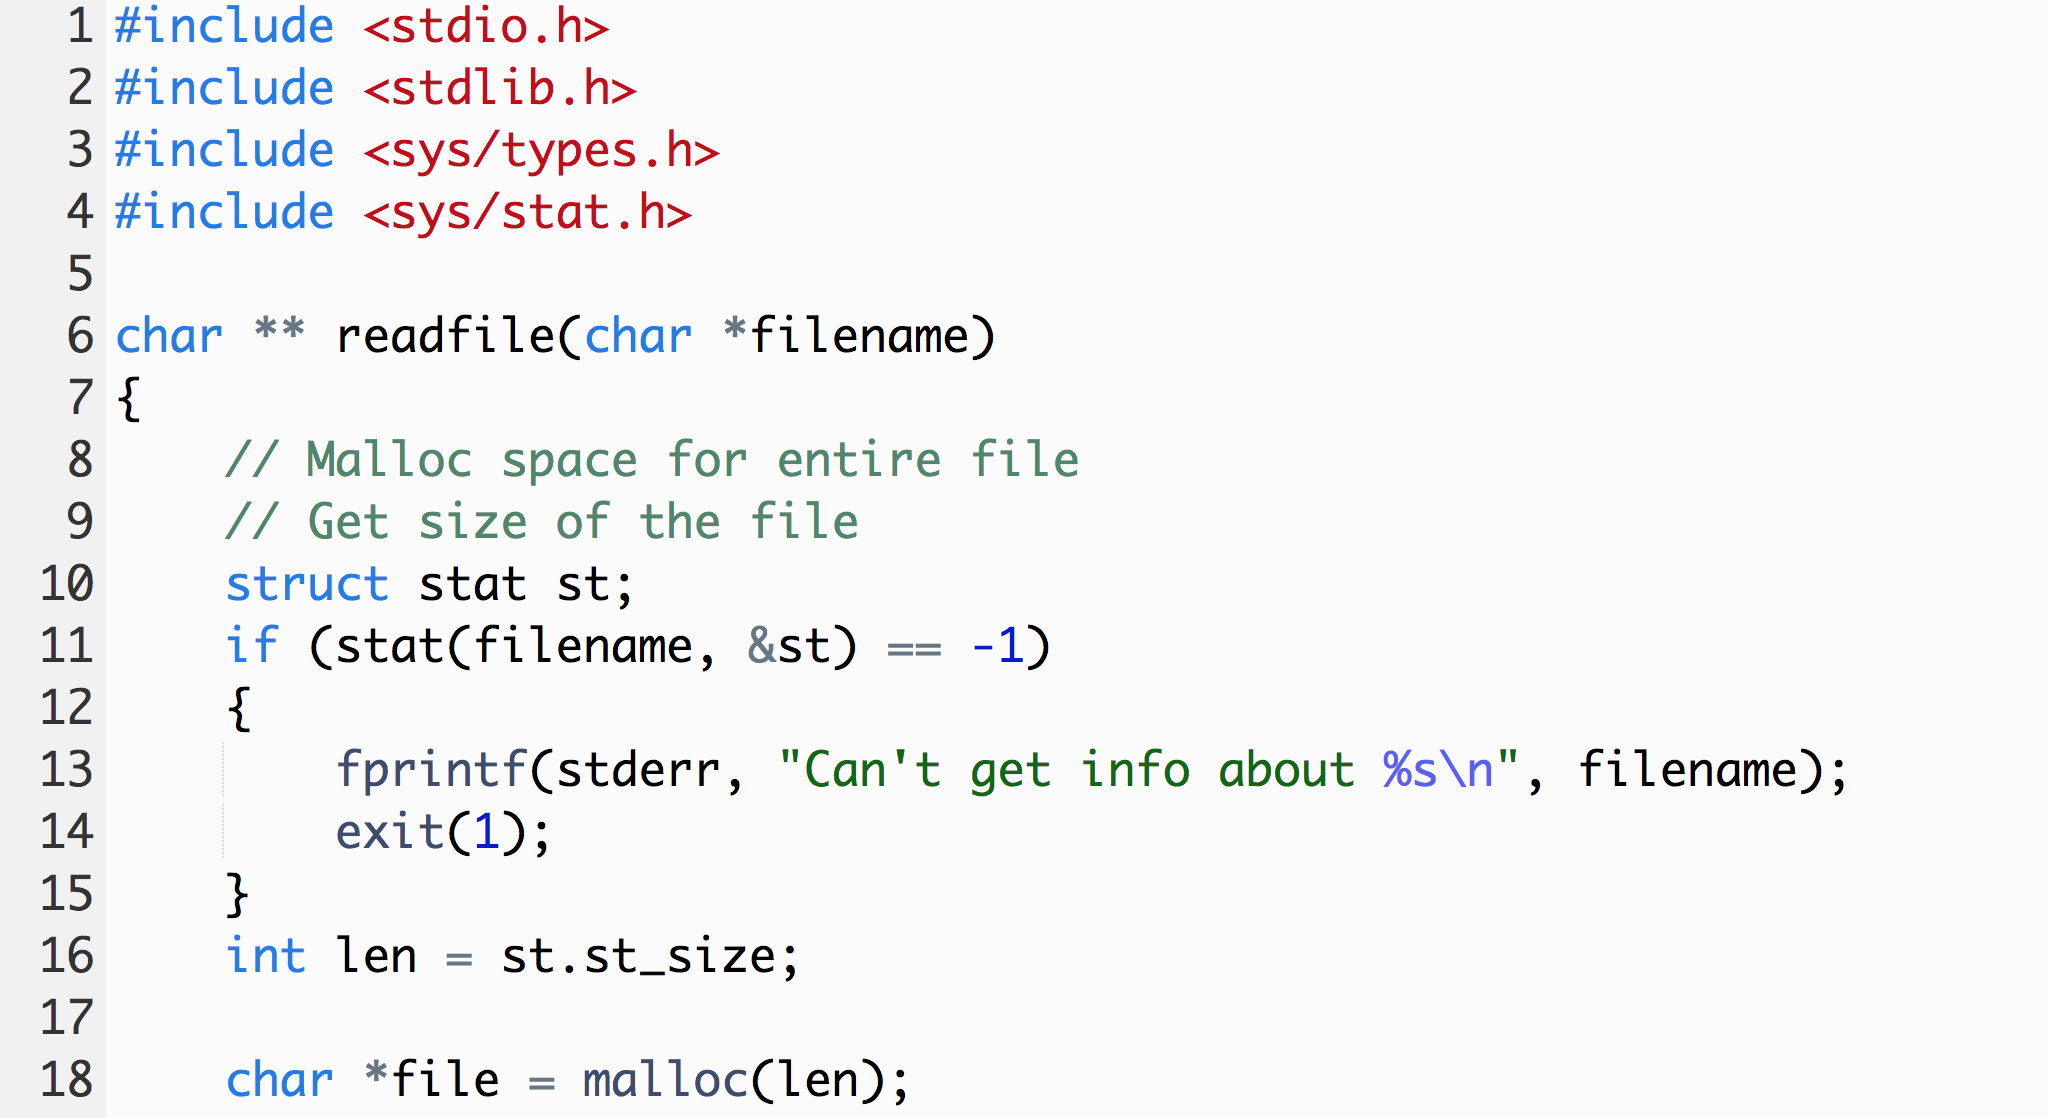 1 #include <stdio.h>
2 #include <stdlib.h>
3 #include <sys/types.h>
4 #include <sys/stat.h>
5
6 char ** readfile(char *filename)
7 {
8     // Malloc space for entire file
9     // Get size of the file
10     struct stat st;
11     if (stat(filename, &st) == -1)
12     {
13         fprintf(stderr, "Can't get info about %s\n", filename);
14         exit(1);
15     }
16     int len = st.st_size;
17
18     char *file = malloc(len);